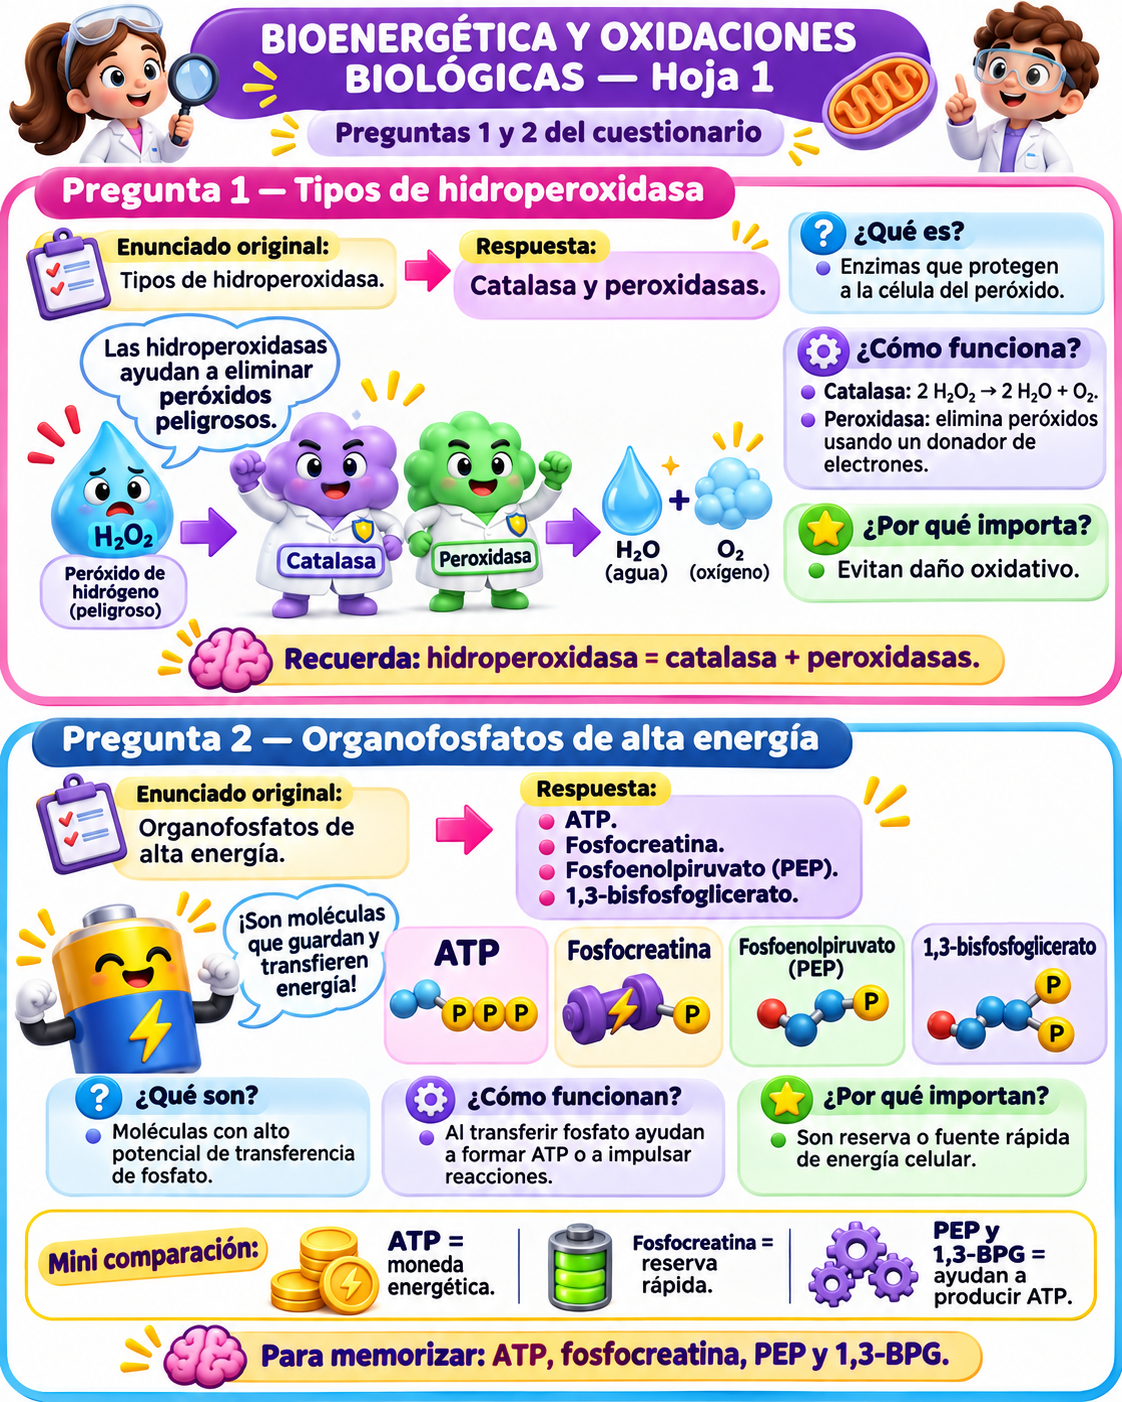 BIOENERGÉTICA Y OXIDACIONES
BIOLÓGICAS — Hoja 1
Preguntas 1 y 2 del cuestionario
Pregunta 1 — Tipos de hidroperoxidasa
Enunciado original:
Tipos de hidroperoxidasa.
Respuesta:
Catalasa y peroxidasas.
¿Qué es?
Enzimas que protegen
a la célula del peróxido.
Las hidroperoxidasas
ayudan a eliminar
peróxidos
peligrosos.
¿Cómo funciona?
Catalasa: 2 H₂O₂ → 2 H₂O + O₂.
Peroxidasa: elimina peróxidos
usando un donador de
electrones.
H₂O₂
Peróxido de
hidrógeno
(peligroso)
Catalasa
Peroxidasa
+
H₂O
(agua)
O₂
(oxígeno)
¿Por qué importa?
Evitan daño oxidativo.
Recuerda: hidroperoxidasa = catalasa + peroxidasas.
Pregunta 2 — Organofosfatos de alta energía
Enunciado original:
Organofosfatos de
alta energía.
Respuesta:
ATP.
Fosfocreatina.
Fosfoenolpiruvato (PEP).
1,3-bisfosfoglicerato.
¡Son moléculas
que guardan y
transfieren
energía!
ATP
P P P
Fosfocreatina
P
Fosfoenolpiruvato
(PEP)
P
1,3-bisfosfoglicerato
P
P
?
¿Qué son?
Moléculas con alto
potencial de transferencia
de fosfato.
¿Cómo funcionan?
Al transferir fosfato ayudan
a formar ATP o a impulsar
reacciones.
¿Por qué importan?
Son reserva o fuente rápida
de energía celular.
Mini comparación:
ATP =
moneda
energética.
Fosfocreatina =
reserva
rápida.
PEP y
1,3-BPG =
ayudan a
producir ATP.
Para memorizar: ATP, fosfocreatina, PEP y 1,3-BPG.